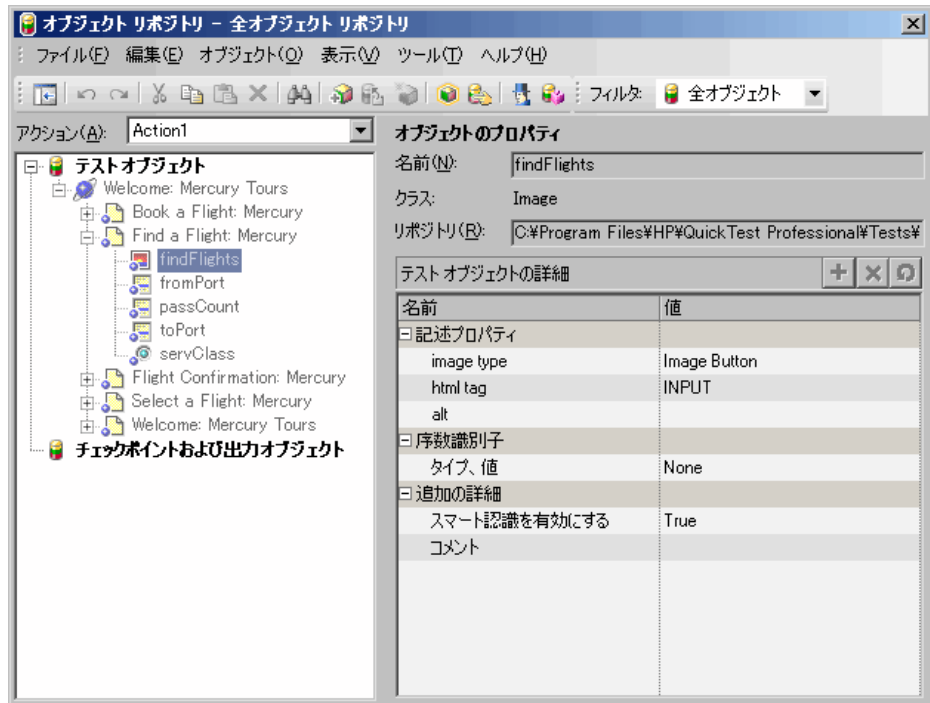 オブジェクト リポジトリ - 全オブジェクト リポジトリ
ファイル(F) 編集(E) オブジェクト(O) 表示(V) ツール(T) ヘルプ(H)
フィルタ: 全オブジェクト
アクション(A): Action1
テスト オブジェクト
Welcome: Mercury Tours
Book a Flight: Mercury
Find a Flight: Mercury
findFlights
fromPort
passCount
toPort
servClass
Flight Confirmation: Mercury
Select a Flight: Mercury
Welcome: Mercury Tours
チェックポイントおよび出力オブジェクト
オブジェクトのプロパティ
名前(N): findFlights
クラス: Image
リポジトリ(R): C:¥Program Files¥HP¥QuickTest Professional¥Tests¥
テスト オブジェクトの詳細
名前 値
記述プロパティ
image type Image Button
html tag INPUT
alt
序数識別子
タイプ、値 None
追加の詳細
スマート認識を有効にする True
コメント